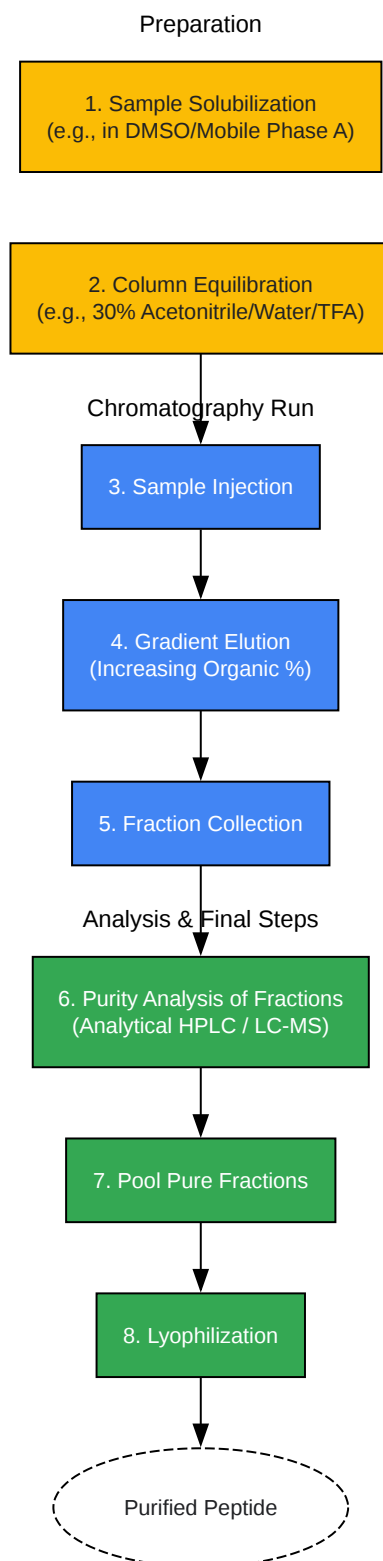 Preparation
1. Sample Solubilization
(e.g., in DMSO/Mobile Phase A)
2. Column Equilibration
(e.g., 30% Acetonitrile/Water/TFA)
Chromatography Run
3. Sample Injection
4. Gradient Elution
(Increasing Organic %)
5. Fraction Collection
Analysis & Final Steps
6. Purity Analysis of Fractions
(Analytical HPLC / LC-MS)
7. Pool Pure Fractions
8. Lyophilization
Purified Peptide